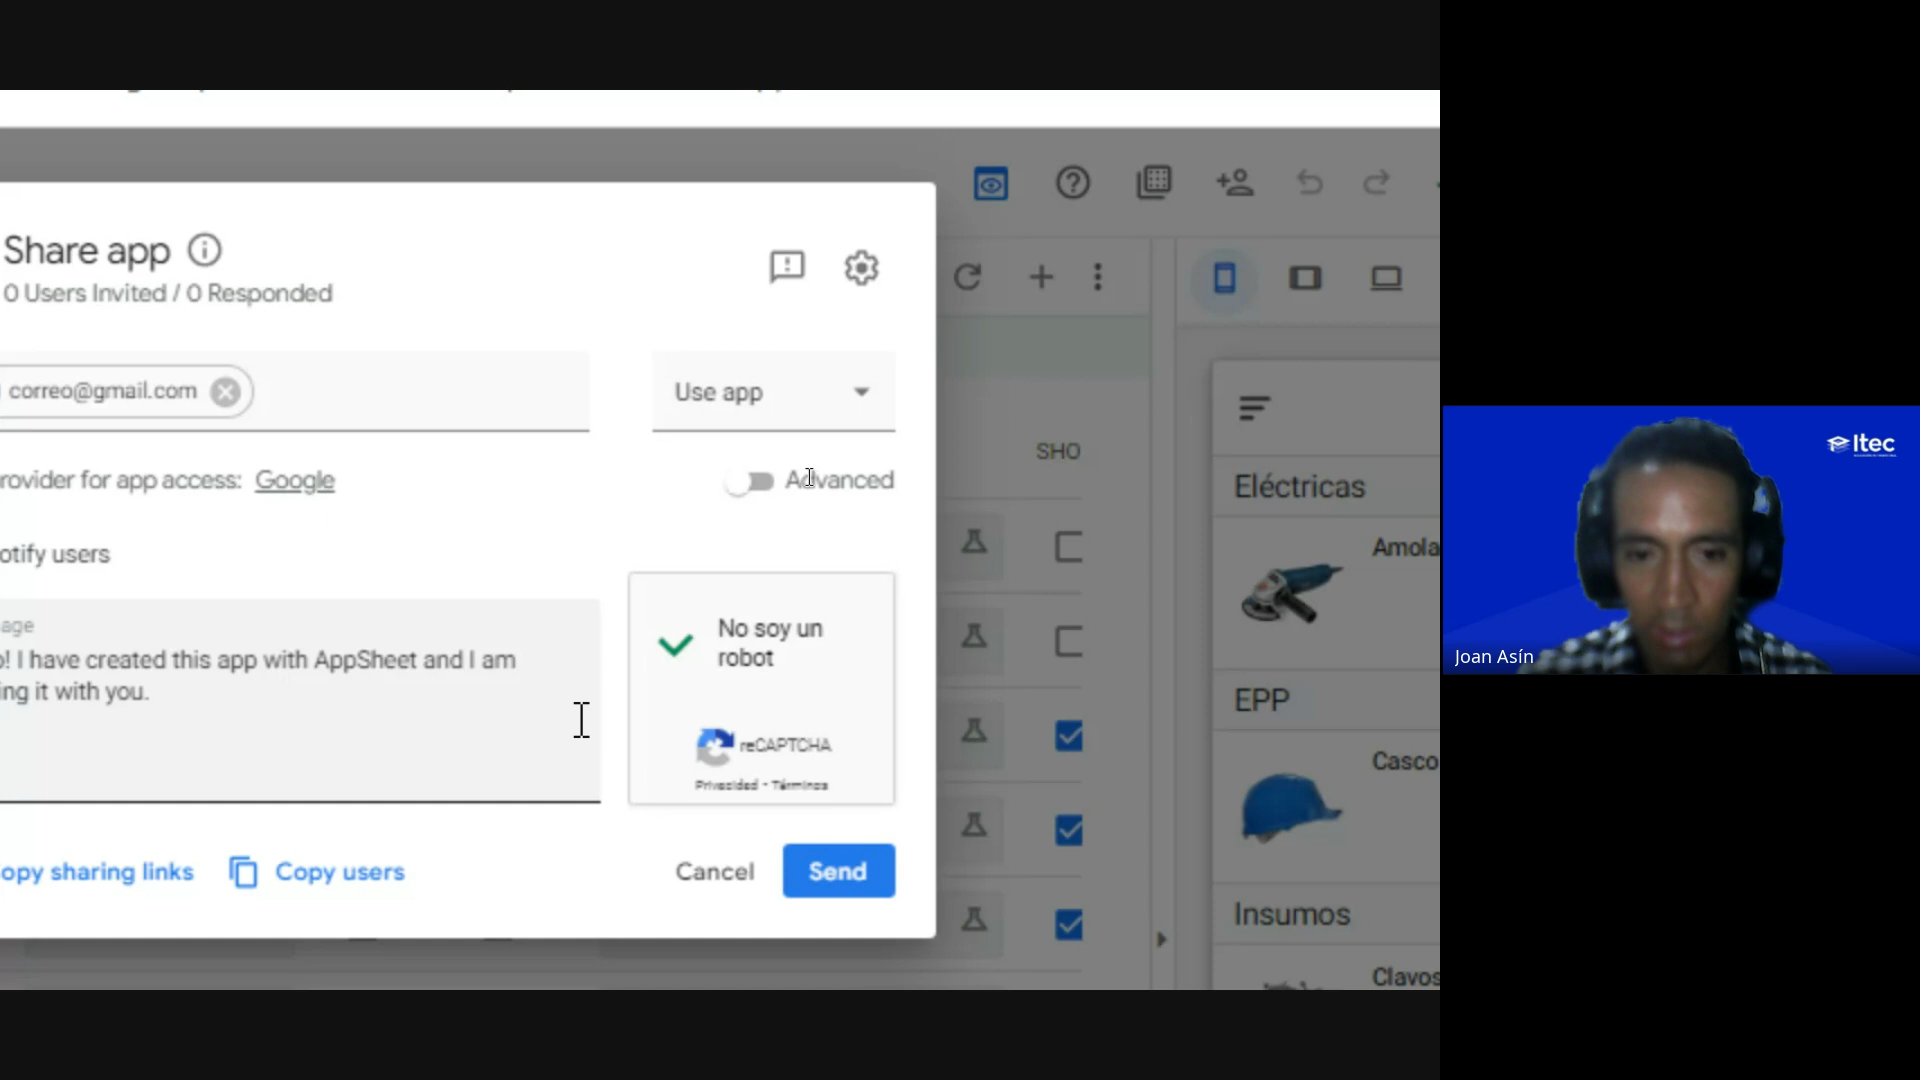 Share app
0 Users Invited / 0 Responded
correo@gmail.com
Use app
rovider for app access: Google
Advanced
otify users
age
o! I have created this app with AppSheet and I am
ing it with you.
No soy un
robot
reCAPTCHA
Privacidad - Términos
opy sharing links
Copy users
Cancel
Send
SHO
Eléctricas
Amola
EPP
Casco
Insumos
Clavos
Itec
Joan Asín